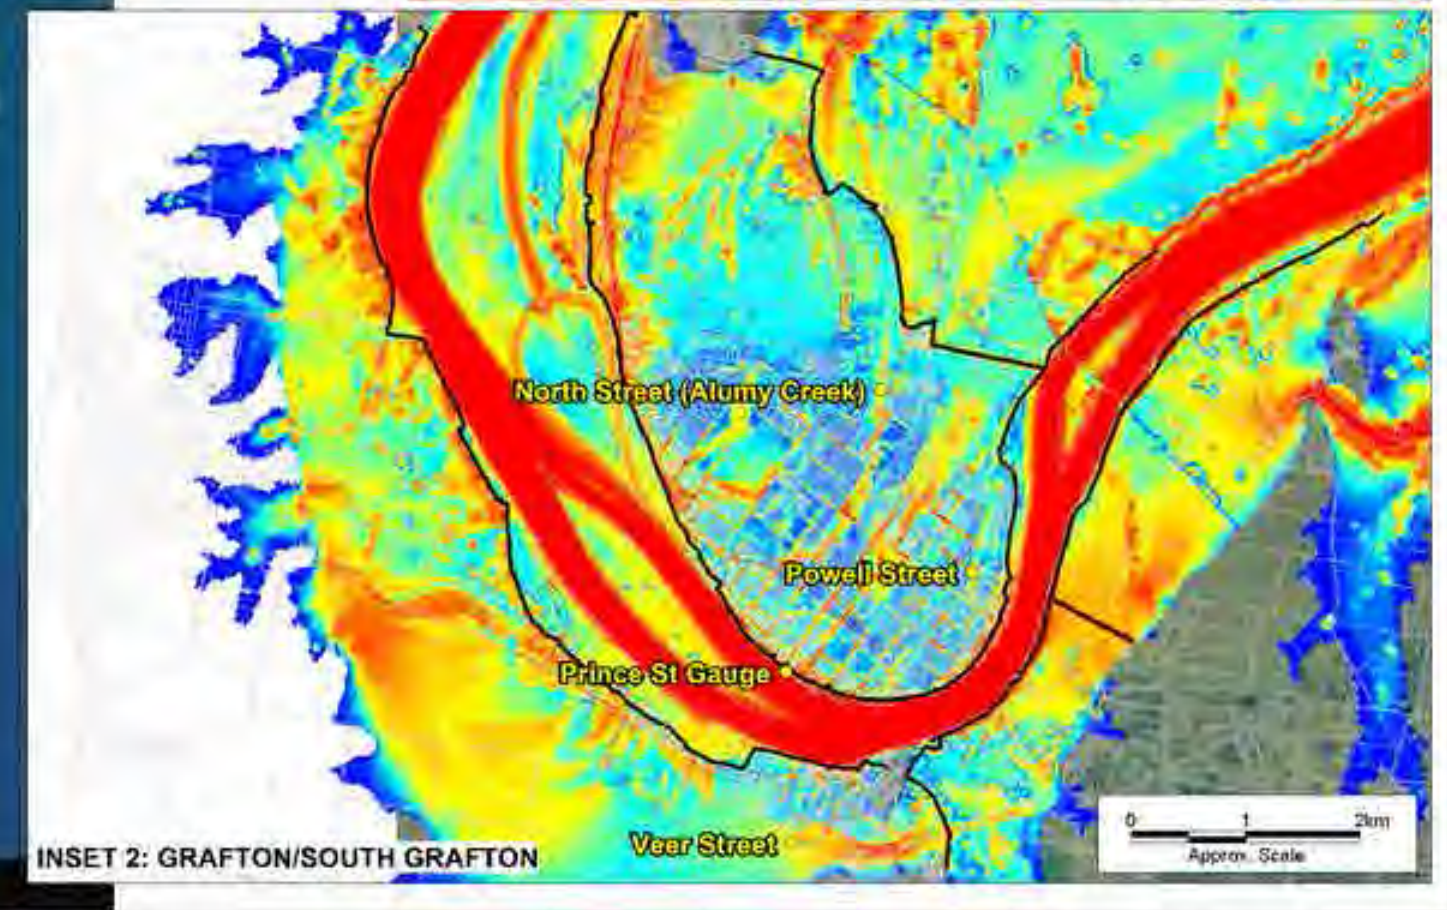 North Street (Alumy Creek)
Powell Street
Prince St Gauge
Veer Street
INSET 2: GRAFTON/SOUTH GRAFTON
0 1 2km
Approx. Scale